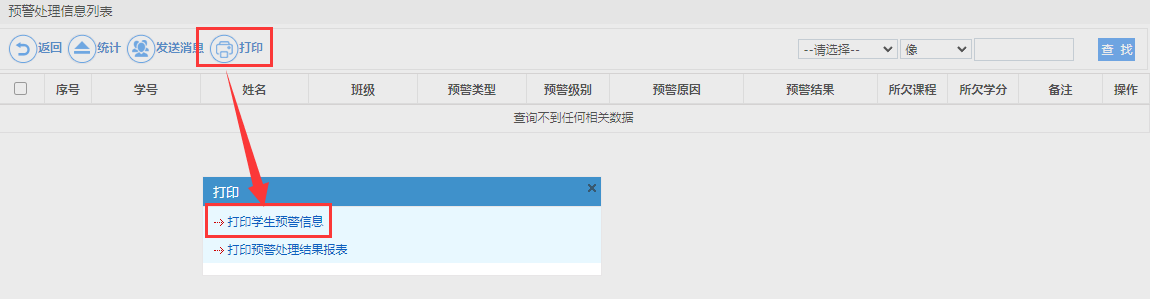 预警处理信息列表
返回 统计 发送消息 打印 --请选择-- 像 查 找
序号 学号 姓名 班级 预警类型 预警级别 预警原因 预警结果 所欠课程 所欠学分 备注 操作
查询不到任何相关数据
打印
打印学生预警信息
打印预警处理结果报表